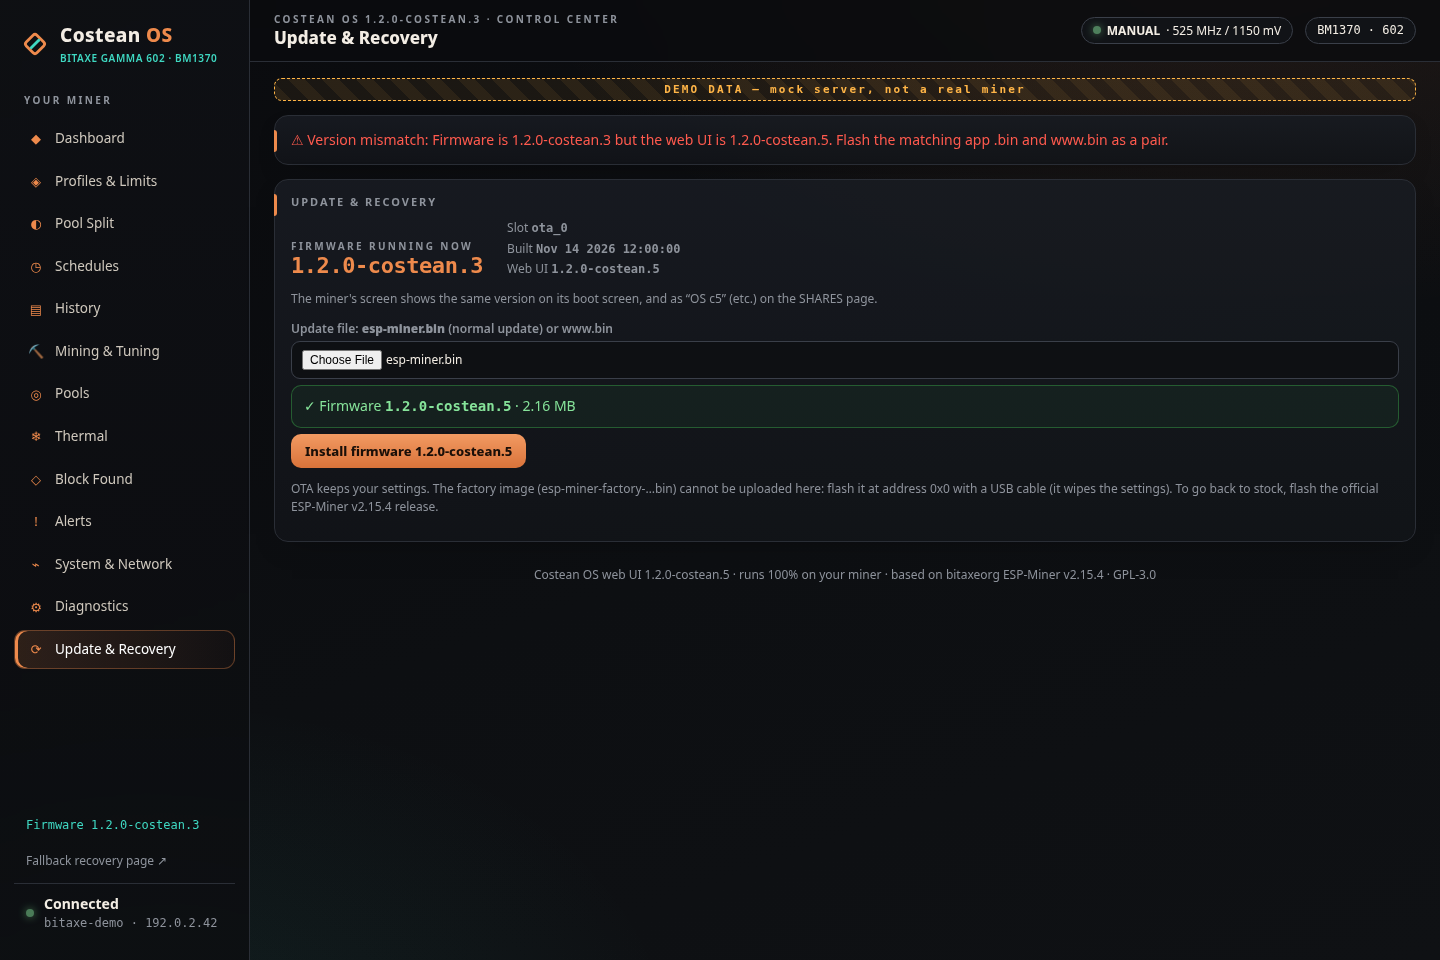 Costean OS
BITAXE GAMMA 602 · BM1370
YOUR MINER
Dashboard
Profiles & Limits
Pool Split
Schedules
History
Mining & Tuning
Pools
Thermal
Block Found
Alerts
System & Network
Diagnostics
Update & Recovery
Firmware 1.2.0-costean.3
Fallback recovery page ↗
Connected
bitaxe-demo · 192.0.2.42
COSTEAN OS 1.2.0-COSTEAN.3 · CONTROL CENTER
Update & Recovery
MANUAL · 525 MHz / 1150 mV
BM1370 · 602
DEMO DATA — mock server, not a real miner
⚠ Version mismatch: Firmware is 1.2.0-costean.3 but the web UI is 1.2.0-costean.5. Flash the matching app .bin and www.bin as a pair.
UPDATE & RECOVERY
FIRMWARE RUNNING NOW
1.2.0-costean.3
Slot ota_0
Built Nov 14 2026 12:00:00
Web UI 1.2.0-costean.5
The miner's screen shows the same version on its boot screen, and as “OS c5” (etc.) on the SHARES page.
Update file: esp-miner.bin (normal update) or www.bin
Choose File esp-miner.bin
✓ Firmware 1.2.0-costean.5 · 2.16 MB
Install firmware 1.2.0-costean.5
OTA keeps your settings. The factory image (esp-miner-factory-…bin) cannot be uploaded here: flash it at address 0x0 with a USB cable (it wipes the settings). To go back to stock, flash the official
ESP-Miner v2.15.4 release.
Costean OS web UI 1.2.0-costean.5 · runs 100% on your miner · based on bitaxeorg ESP-Miner v2.15.4 · GPL-3.0